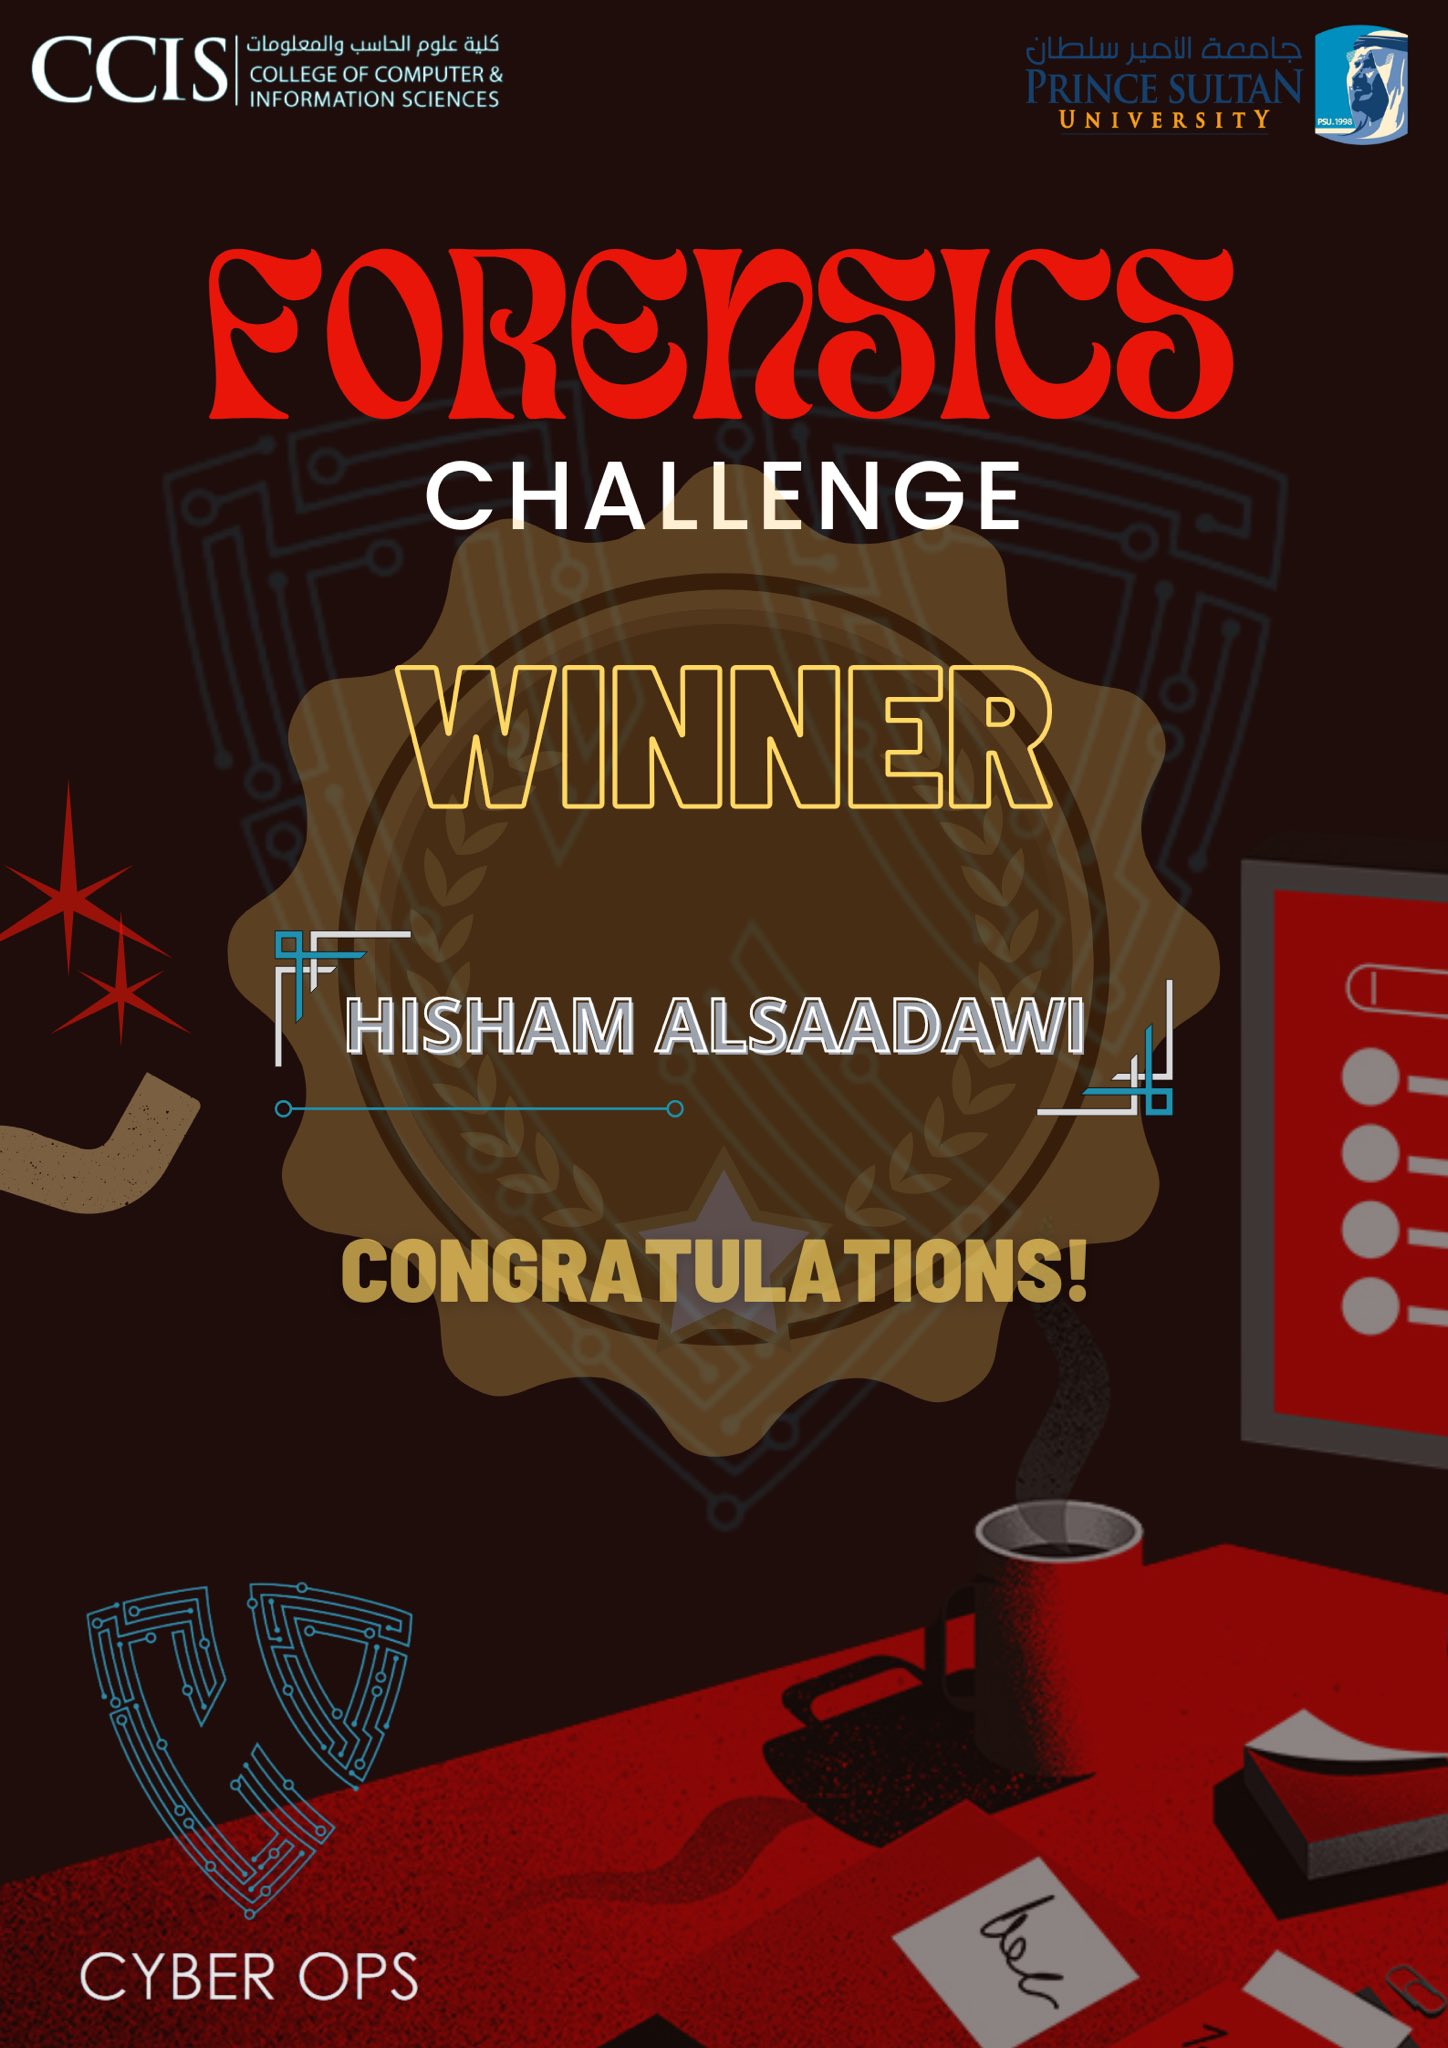 CCIS
كلية علوم الحاسب والمعلومات
COLLEGE OF COMPUTER &
INFORMATION SCIENCES
جامعة الأمير سلطان
PRINCE SULTAN
UNIVERSITY
PSU.1998
FORENSICS
CHALLENGE
WINNER
HISHAM ALSAADAWI
CONGRATULATIONS!
CYBER OPS